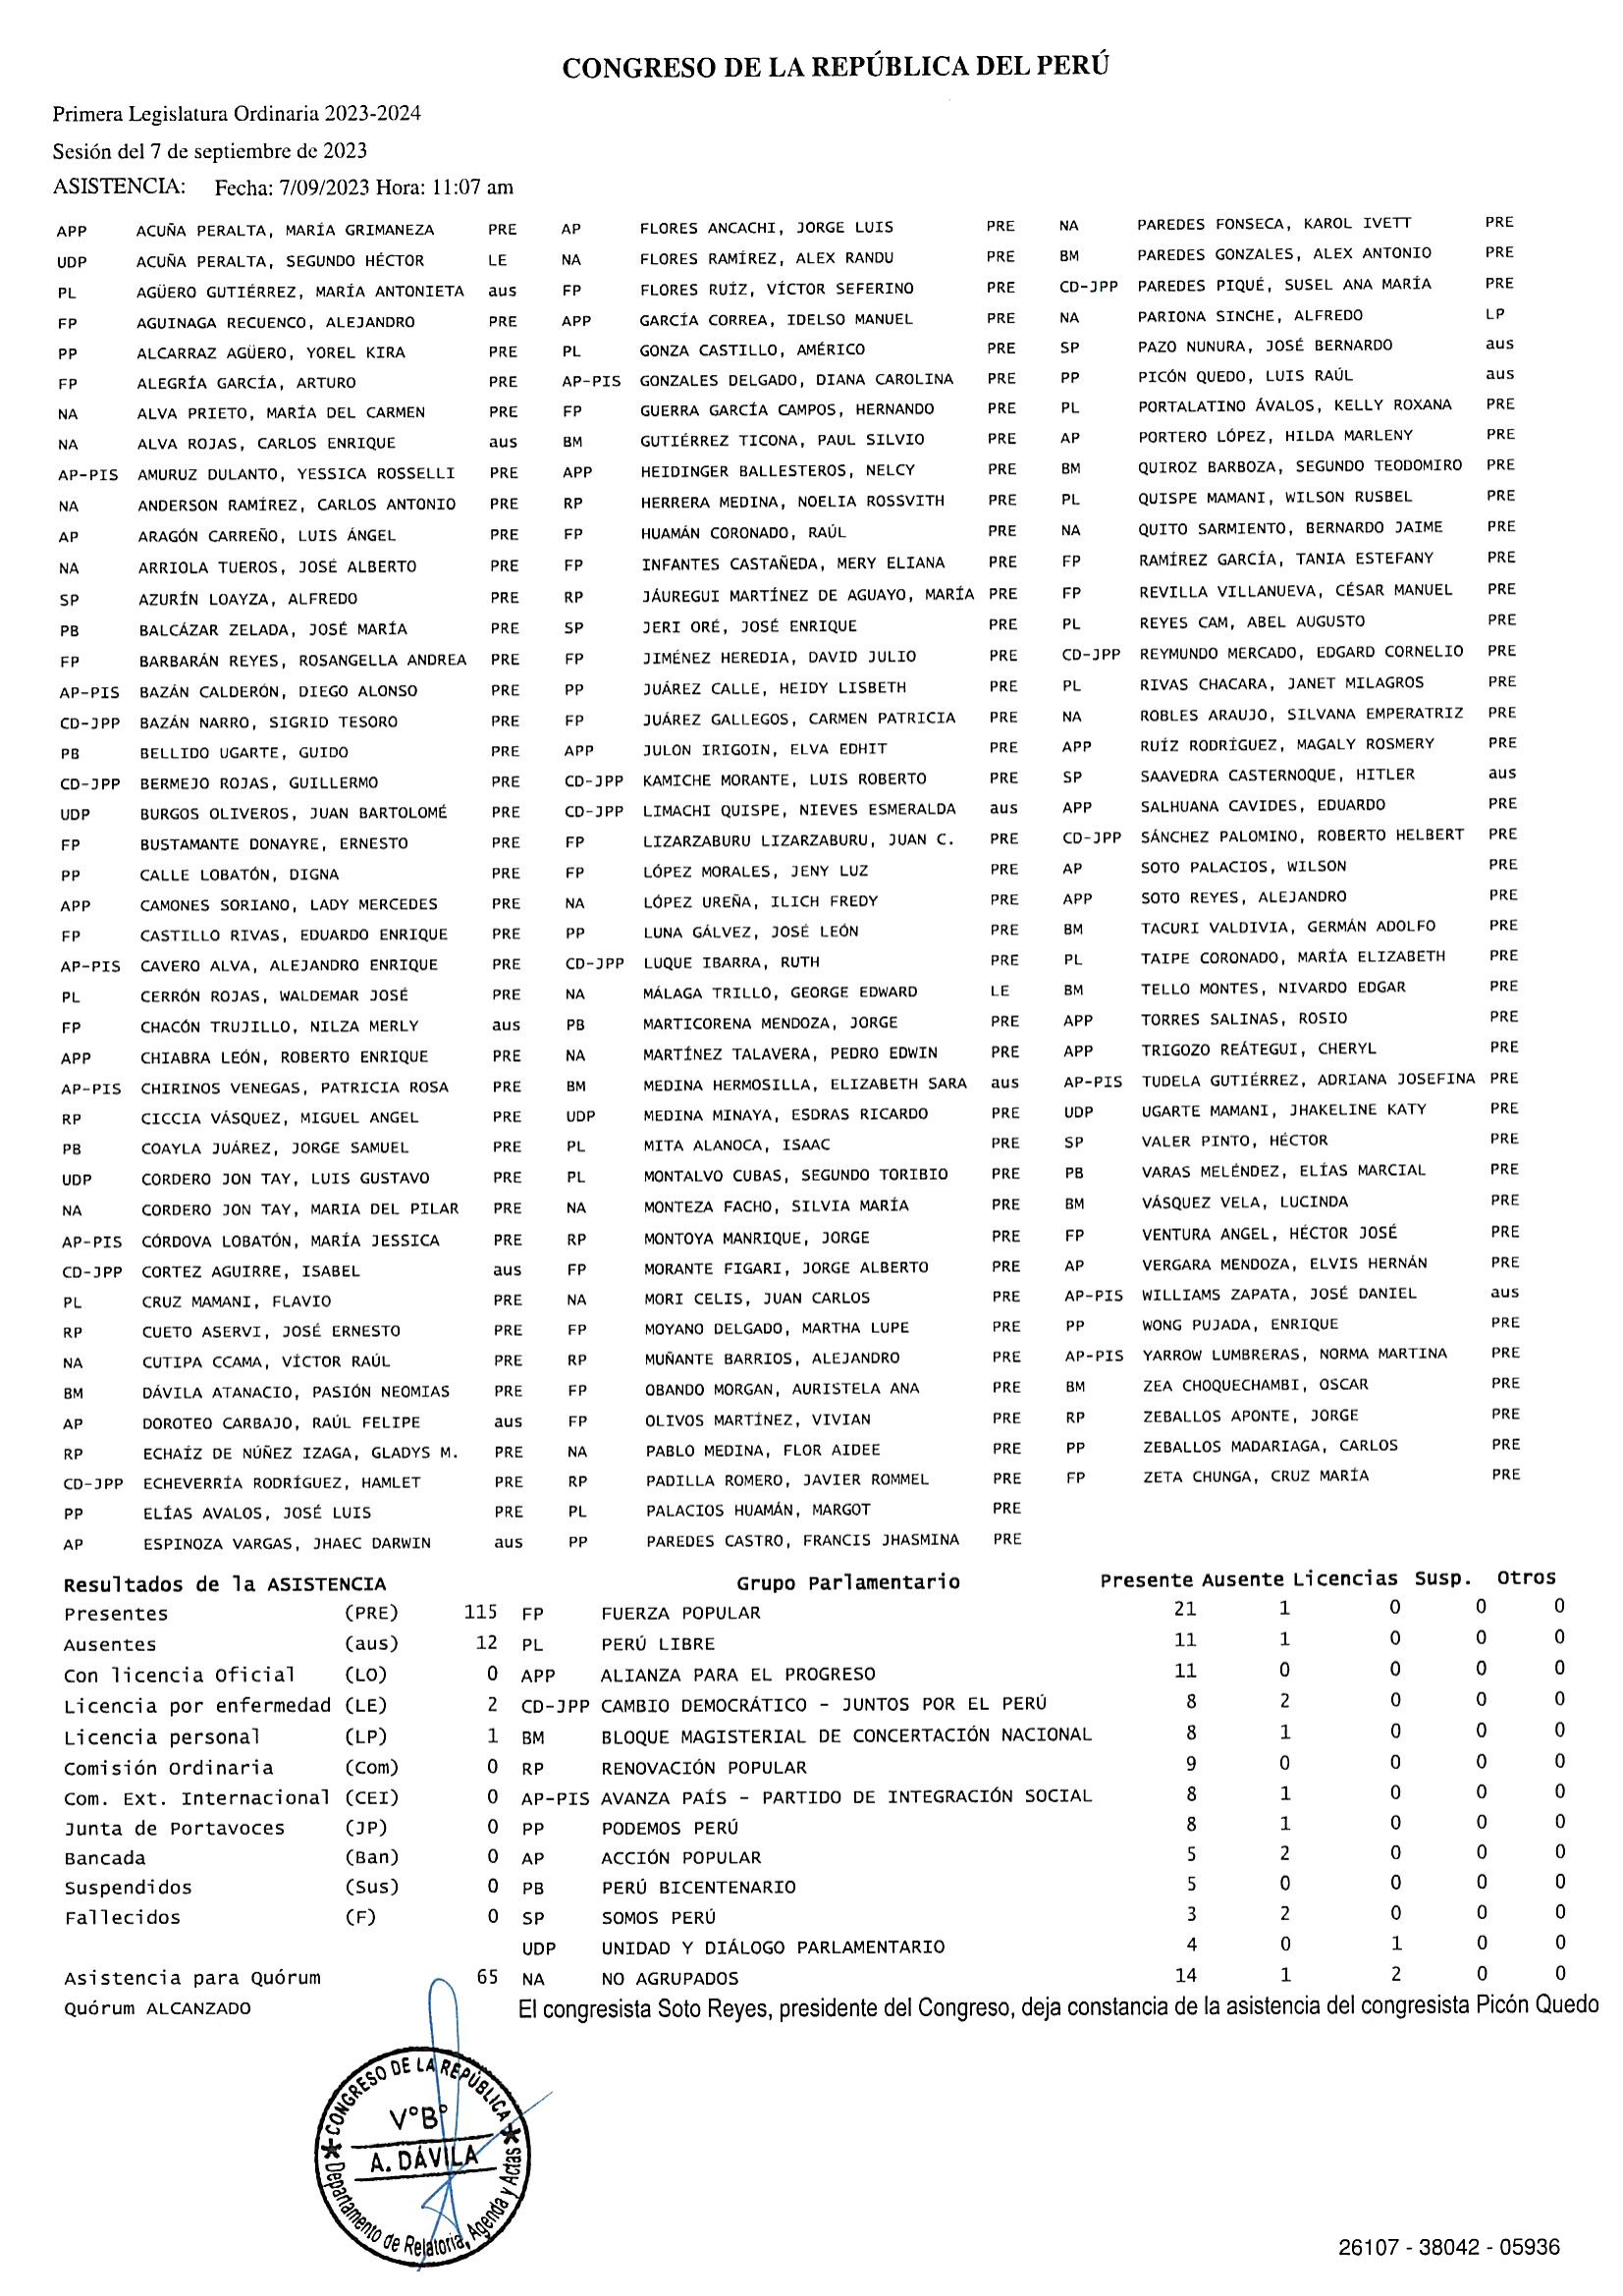 CONGRESO DE LA REPÚBLICA DEL PERÚ
Primera Legislatura Ordinaria 2023-2024
Sesión del 7 de septiembre de 2023
ASISTENCIA: Fecha: 7/09/2023 Hora: 11:07 am
APP ACUÑA PERALTA, MARÍA GRIMANEZA PRE AP FLORES ANCACHI, JORGE LUIS PRE NA PAREDES FONSECA, KAROL IVETT PRE
UDP ACUÑA PERALTA, SEGUNDO HÉCTOR LE NA FLORES RAMÍREZ, ALEX RANDU PRE BM PAREDES GONZALES, ALEX ANTONIO PRE
PL AGÜERO GUTIÉRREZ, MARÍA ANTONIETA aus FP FLORES RUÍZ, VÍCTOR SEFERINO PRE CD-JPP PAREDES PIQUÉ, SUSEL ANA MARÍA PRE
FP AGUINAGA RECUENCO, ALEJANDRO PRE APP GARCÍA CORREA, IDELSO MANUEL PRE NA PARIONA SINCHE, ALFREDO LP
PP ALCARRAZ AGÜERO, YOREL KIRA PRE PL GONZA CASTILLO, AMÉRICO PRE SP PAZO NUNURA, JOSÉ BERNARDO aus
FP ALEGRÍA GARCÍA, ARTURO PRE AP-PIS GONZALES DELGADO, DIANA CAROLINA PRE PP PICÓN QUEDO, LUIS RAÚL aus
NA ALVA PRIETO, MARÍA DEL CARMEN PRE FP GUERRA GARCÍA CAMPOS, HERNANDO PRE PL PORTALATINO ÁVALOS, KELLY ROXANA PRE
NA ALVA ROJAS, CARLOS ENRIQUE aus BM GUTIÉRREZ TICONA, PAUL SILVIO PRE AP PORTERO LÓPEZ, HILDA MARLENY PRE
AP-PIS AMURUZ DULANTO, YESSICA ROSSELLI PRE APP HEIDINGER BALLESTEROS, NELCY PRE BM QUIROZ BARBOZA, SEGUNDO TEODOMIRO PRE
NA ANDERSON RAMÍREZ, CARLOS ANTONIO PRE RP HERRERA MEDINA, NOELIA ROSSVITH PRE PL QUISPE MAMANI, WILSON RUSBEL PRE
AP ARAGÓN CARREÑO, LUIS ÁNGEL PRE FP HUAMÁN CORONADO, RAÚL PRE NA QUITO SARMIENTO, BERNARDO JAIME PRE
NA ARRIOLA TUEROS, JOSÉ ALBERTO PRE FP INFANTES CASTAÑEDA, MERY ELIANA PRE FP RAMÍREZ GARCÍA, TANIA ESTEFANY PRE
SP AZURÍN LOAYZA, ALFREDO PRE RP JÁUREGUI MARTÍNEZ DE AGUAYO, MARÍA PRE FP REVILLA VILLANUEVA, CÉSAR MANUEL PRE
PB BALCÁZAR ZELADA, JOSÉ MARÍA PRE SP JERI ORÉ, JOSÉ ENRIQUE PRE PL REYES CAM, ABEL AUGUSTO PRE
FP BARBARÁN REYES, ROSANGELLA ANDREA PRE FP JIMÉNEZ HEREDIA, DAVID JULIO PRE CD-JPP REYMUNDO MERCADO, EDGARD CORNELIO PRE
AP-PIS BAZÁN CALDERÓN, DIEGO ALONSO PRE PP JUÁREZ CALLE, HEIDY LISBETH PRE PL RIVAS CHACARA, JANET MILAGROS PRE
CD-JPP BAZÁN NARRO, SIGRID TESORO PRE FP JUÁREZ GALLEGOS, CARMEN PATRICIA PRE NA ROBLES ARAUJO, SILVANA EMPERATRIZ PRE
PB BELLIDO UGARTE, GUIDO PRE APP JULON IRIGOIN, ELVA EDHIT PRE APP RUÍZ RODRÍGUEZ, MAGALY ROSMERY PRE
CD-JPP BERMEJO ROJAS, GUILLERMO PRE CD-JPP KAMICHE MORANTE, LUIS ROBERTO PRE SP SAAVEDRA CASTERNOQUE, HITLER aus
UDP BURGOS OLIVEROS, JUAN BARTOLOMÉ PRE CD-JPP LIMACHI QUISPE, NIEVES ESMERALDA aus APP SALHUANA CAVIDES, EDUARDO PRE
FP BUSTAMANTE DONAYRE, ERNESTO PRE FP LIZARZABURU LIZARZABURU, JUAN C. PRE CD-JPP SÁNCHEZ PALOMINO, ROBERTO HELBERT PRE
PP CALLE LOBATÓN, DIGNA PRE FP LÓPEZ MORALES, JENY LUZ PRE AP SOTO PALACIOS, WILSON PRE
APP CAMONES SORIANO, LADY MERCEDES PRE NA LÓPEZ UREÑA, ILICH FREDY PRE APP SOTO REYES, ALEJANDRO PRE
FP CASTILLO RIVAS, EDUARDO ENRIQUE PRE PP LUNA GÁLVEZ, JOSÉ LEÓN PRE BM TACURI VALDIVIA, GERMÁN ADOLFO PRE
AP-PIS CAVERO ALVA, ALEJANDRO ENRIQUE PRE CD-JPP LUQUE IBARRA, RUTH PRE PL TAIPE CORONADO, MARÍA ELIZABETH PRE
PL CERRÓN ROJAS, WALDEMAR JOSÉ PRE NA MÁLAGA TRILLO, GEORGE EDWARD LE BM TELLO MONTES, NIVARDO EDGAR PRE
FP CHACÓN TRUJILLO, NILZA MERLY aus PB MARTICORENA MENDOZA, JORGE PRE APP TORRES SALINAS, ROSIO PRE
APP CHIABRA LEÓN, ROBERTO ENRIQUE PRE NA MARTÍNEZ TALAVERA, PEDRO EDWIN PRE APP TRIGOZO REÁTEGUI, CHERYL PRE
AP-PIS CHIRINOS VENEGAS, PATRICIA ROSA PRE BM MEDINA HERMOSILLA, ELIZABETH SARA aus AP-PIS TUDELA GUTIÉRREZ, ADRIANA JOSEFINA PRE
RP CICCIA VÁSQUEZ, MIGUEL ANGEL PRE UDP MEDINA MINAYA, ESDRAS RICARDO PRE UDP UGARTE MAMANI, JHAKELINE KATY PRE
PB COAYLA JUÁREZ, JORGE SAMUEL PRE PL MITA ALANOCA, ISAAC PRE SP VALER PINTO, HÉCTOR PRE
UDP CORDERO JON TAY, LUIS GUSTAVO PRE PL MONTALVO CUBAS, SEGUNDO TORIBIO PRE PB VARAS MELÉNDEZ, ELÍAS MARCIAL PRE
NA CORDERO JON TAY, MARIA DEL PILAR PRE NA MONTEZA FACHO, SILVIA MARÍA PRE BM VÁSQUEZ VELA, LUCINDA PRE
AP-PIS CÓRDOVA LOBATÓN, MARÍA JESSICA PRE RP MONTOYA MANRIQUE, JORGE PRE FP VENTURA ANGEL, HÉCTOR JOSÉ PRE
CD-JPP CORTEZ AGUIRRE, ISABEL aus FP MORANTE FIGARI, JORGE ALBERTO PRE AP VERGARA MENDOZA, ELVIS HERNÁN PRE
PL CRUZ MAMANI, FLAVIO PRE NA MORI CELIS, JUAN CARLOS PRE AP-PIS WILLIAMS ZAPATA, JOSÉ DANIEL aus
RP CUETO ASERVI, JOSÉ ERNESTO PRE FP MOYANO DELGADO, MARTHA LUPE PRE PP WONG PUJADA, ENRIQUE PRE
NA CUTIPA CCAMA, VÍCTOR RAÚL PRE RP MUÑANTE BARRIOS, ALEJANDRO PRE AP-PIS YARROW LUMBRERAS, NORMA MARTINA PRE
BM DÁVILA ATANACIO, PASIÓN NEOMIAS PRE FP OBANDO MORGAN, AURISTELA ANA PRE BM ZEA CHOQUECHAMBI, OSCAR PRE
AP DOROTEO CARBAJO, RAÚL FELIPE aus FP OLIVOS MARTÍNEZ, VIVIAN PRE RP ZEBALLOS APONTE, JORGE PRE
RP ECHAÍZ DE NÚÑEZ IZAGA, GLADYS M. PRE NA PABLO MEDINA, FLOR AIDEE PRE PP ZEBALLOS MADARIAGA, CARLOS PRE
CD-JPP ECHEVERRÍA RODRÍGUEZ, HAMLET PRE RP PADILLA ROMERO, JAVIER ROMMEL PRE FP ZETA CHUNGA, CRUZ MARÍA PRE
PP ELÍAS AVALOS, JOSÉ LUIS PRE PL PALACIOS HUAMÁN, MARGOT PRE
AP ESPINOZA VARGAS, JHAEC DARWIN aus PP PAREDES CASTRO, FRANCIS JHASMINA PRE
Resultados de la ASISTENCIA Grupo Parlamentario Presente Ausente Licencias Susp. Otros
Presentes (PRE) 115 FP FUERZA POPULAR 21 1 0 0 0
Ausentes (aus) 12 PL PERÚ LIBRE 11 1 0 0 0
Con licencia Oficial (LO) 0 APP ALIANZA PARA EL PROGRESO 11 0 0 0 0
Licencia por enfermedad (LE) 2 CD-JPP CAMBIO DEMOCRÁTICO - JUNTOS POR EL PERÚ 8 2 0 0 0
Licencia personal (LP) 1 BM BLOQUE MAGISTERIAL DE CONCERTACIÓN NACIONAL 8 1 0 0 0
Comisión Ordinaria (Com) 0 RP RENOVACIÓN POPULAR 9 0 0 0 0
Com. Ext. Internacional (CEI) 0 AP-PIS AVANZA PAÍS - PARTIDO DE INTEGRACIÓN SOCIAL 8 1 0 0 0
Junta de Portavoces (JP) 0 PP PODEMOS PERÚ 8 1 0 0 0
Bancada (Ban) 0 AP ACCIÓN POPULAR 5 2 0 0 0
Suspendidos (Sus) 0 PB PERÚ BICENTENARIO 5 0 0 0 0
Fallecidos (F) 0 SP SOMOS PERÚ 3 2 0 0 0
UDP UNIDAD Y DIÁLOGO PARLAMENTARIO 4 0 1 0 0
Asistencia para Quórum 65 NA NO AGRUPADOS 14 1 2 0 0
Quórum ALCANZADO El congresista Soto Reyes, presidente del Congreso, deja constancia de la asistencia del congresista Picón Quedo
CONGRESO DE LA REPÚBLICA
V°B°
A. DÁVILA
Departamento de Relatoria, Agenda y Actas
26107 - 38042 - 05936